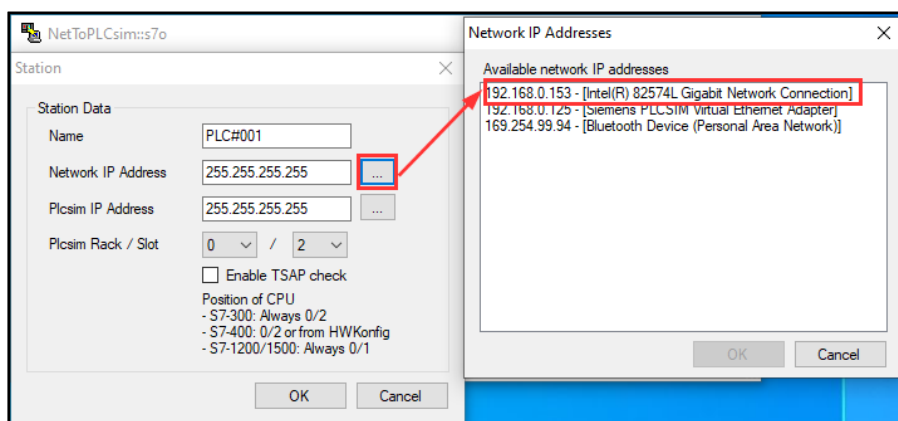 NetToPLCsim::s7o
Station
Station Data
Name
PLC#001
Network IP Address
255.255.255.255
...
Plcsim IP Address
255.255.255.255
...
Plcsim Rack / Slot
0 / 2
Enable TSAP check
Position of CPU
- S7-300: Always 0/2
- S7-400: 0/2 or from HWKonfig
- S7-1200/1500: Always 0/1
OK
Cancel
Network IP Addresses
Available network IP addresses
192.168.0.153 - [Intel(R) 82574L Gigabit Network Connection]
192.168.0.125 - [Siemens PLCSIM Virtual Ethernet Adapter]
169.254.99.94 - [Bluetooth Device (Personal Area Network)]
OK
Cancel